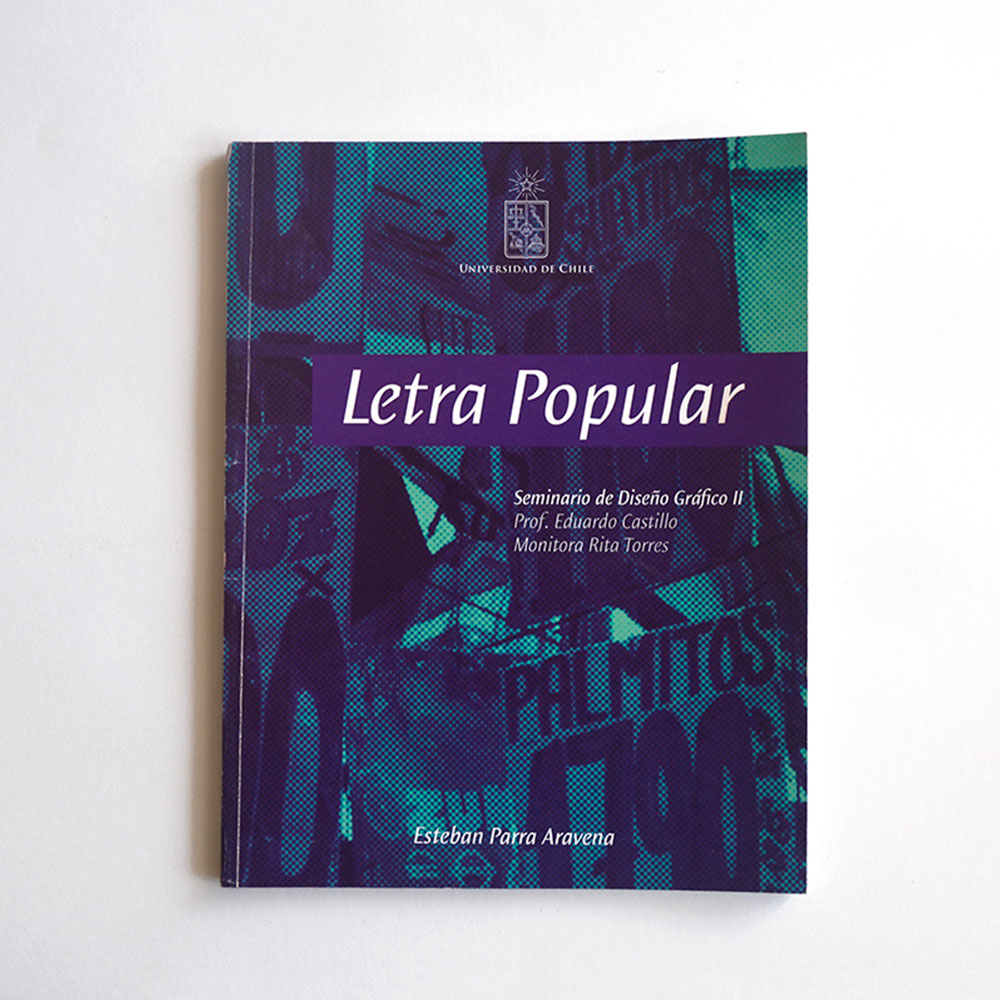 UNIVERSIDAD DE CHILE
Letra Popular
Seminario de Diseño Gráfico II
Prof. Eduardo Castillo
Monitora Rita Torres
PALMITOS
Esteban Parra Aravena